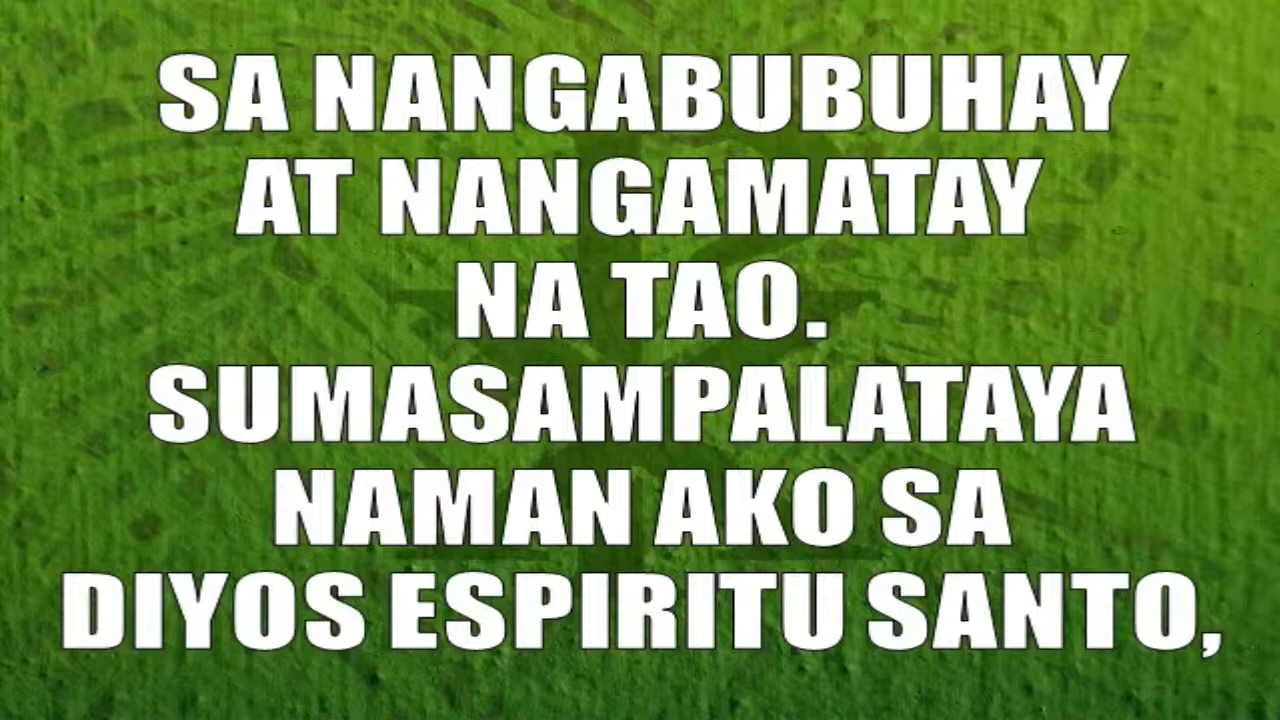 SA NANGABUBUHAY
AT NANGAMATAY
NA TAO.
SUMASAMPALATAYA
NAMAN AKO SA
DIYOS ESPIRITU SANTO,